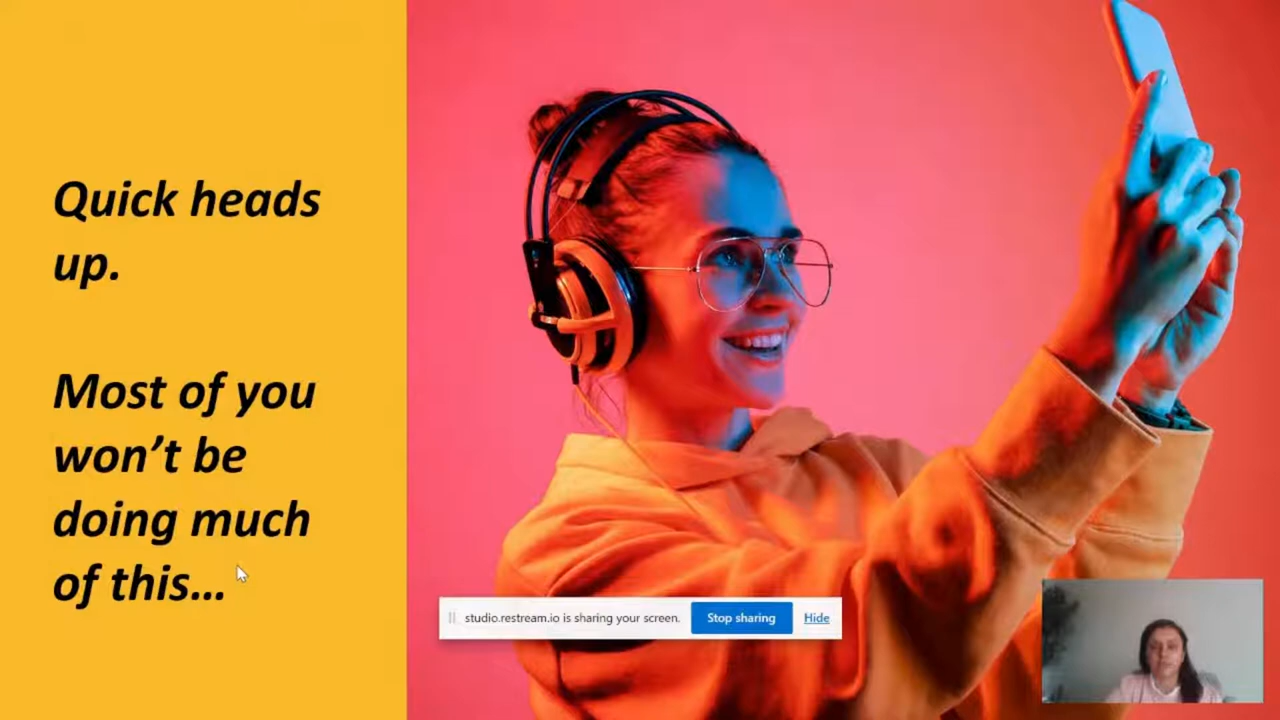 Quick heads
up.
Most of you
won’t be
doing much
of this...
studio.restream.io is sharing your screen.
Stop sharing
Hide